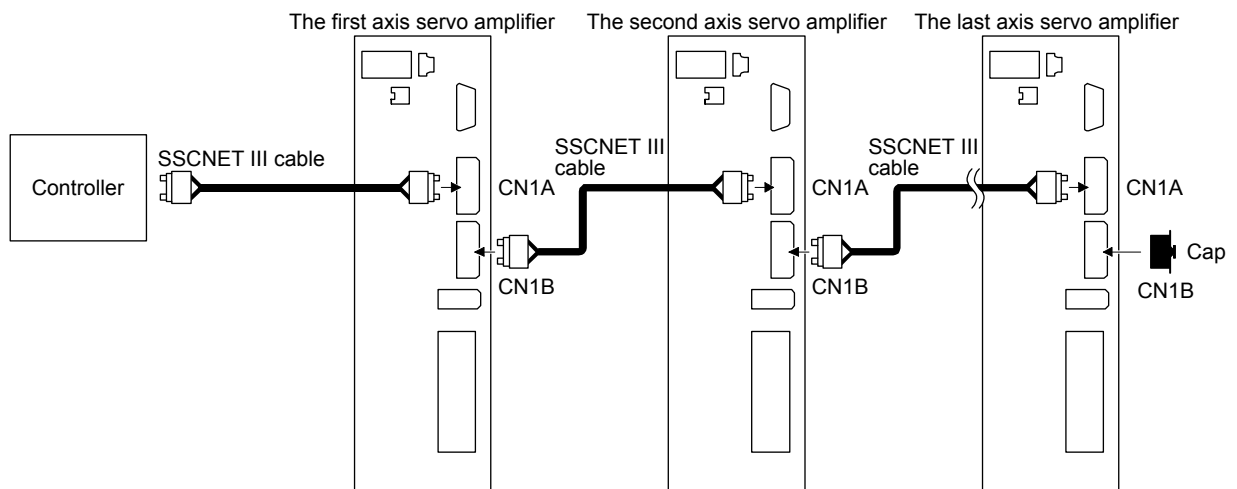 The first axis servo amplifier
The second axis servo amplifier
The last axis servo amplifier
Controller
SSCNET III cable
CN1A
CN1B
SSCNET III
cable
CN1A
CN1B
SSCNET III
cable
CN1A
Cap
CN1B